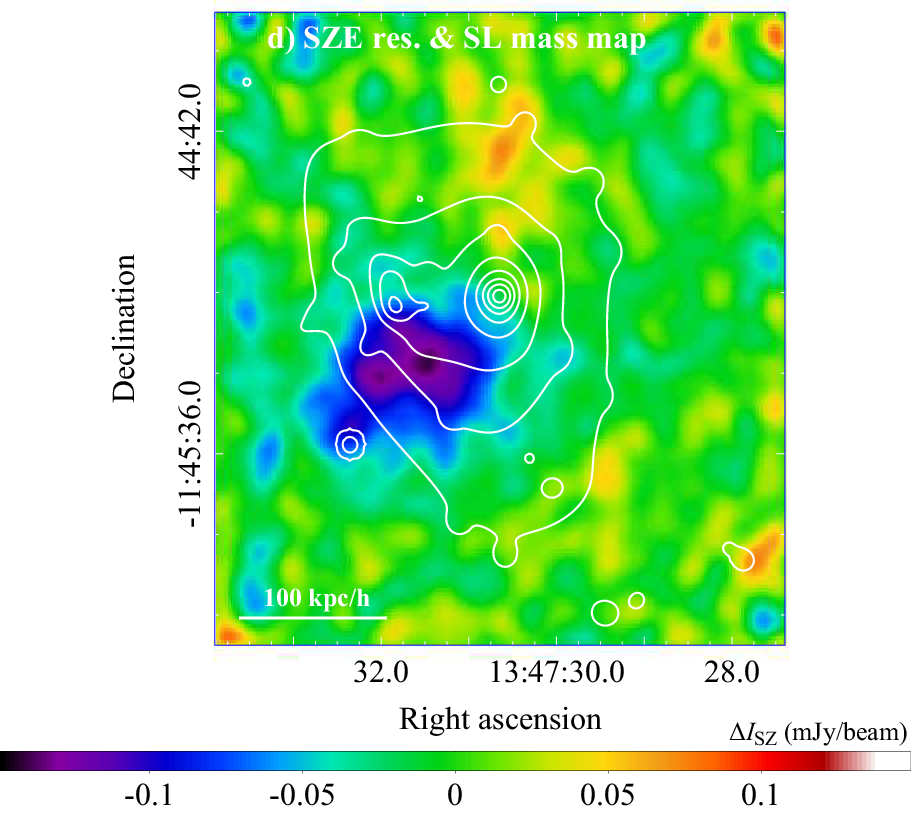 d) SZE res. & SL mass map
44:42.0
Declination
-11:45:36.0
100 kpc/h
32.0 13:47:30.0 28.0
Right ascension
ΔI_SZ (mJy/beam)
-0.1 -0.05 0 0.05 0.1